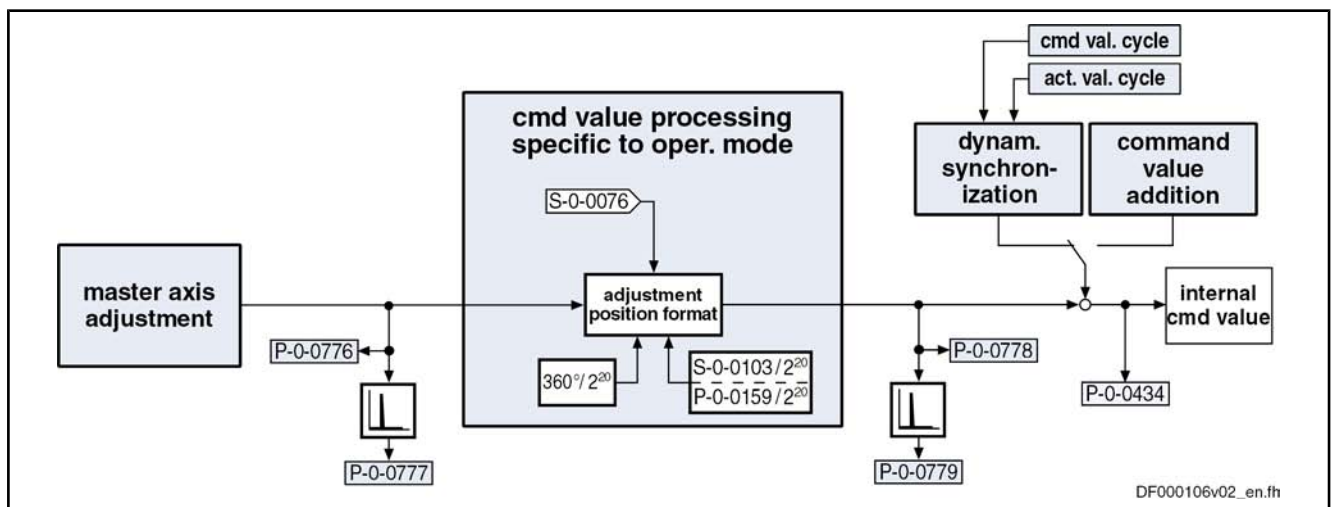 cmd val. cycle
act. val. cycle
cmd value processing
specific to oper. mode
dynam.
synchron-
ization
command
value
addition
S-0-0076
master axis
adjustment
adjustment
position format
internal
cmd value
P-0-0776
P-0-0778
360°/2²⁰
S-0-0103/2²⁰
P-0-0159/2²⁰
P-0-0434
P-0-0777
P-0-0779
DF000106v02_en.fh